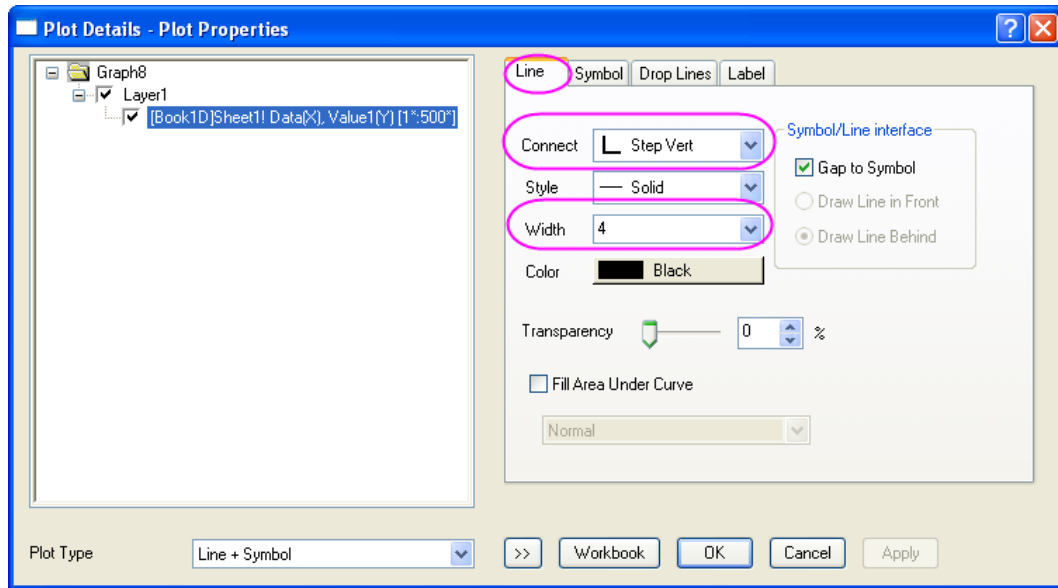 Plot Details - Plot Properties
Graph8
Layer1
[Book1D]Sheet1! Data(X), Value1(Y) [1*:500*]
Line Symbol Drop Lines Label
Connect Step Vert
Style Solid
Width 4
Color Black
Symbol/Line interface
Gap to Symbol
Draw Line in Front
Draw Line Behind
Transparency 0 %
Fill Area Under Curve
Normal
Plot Type Line + Symbol >> Workbook OK Cancel Apply